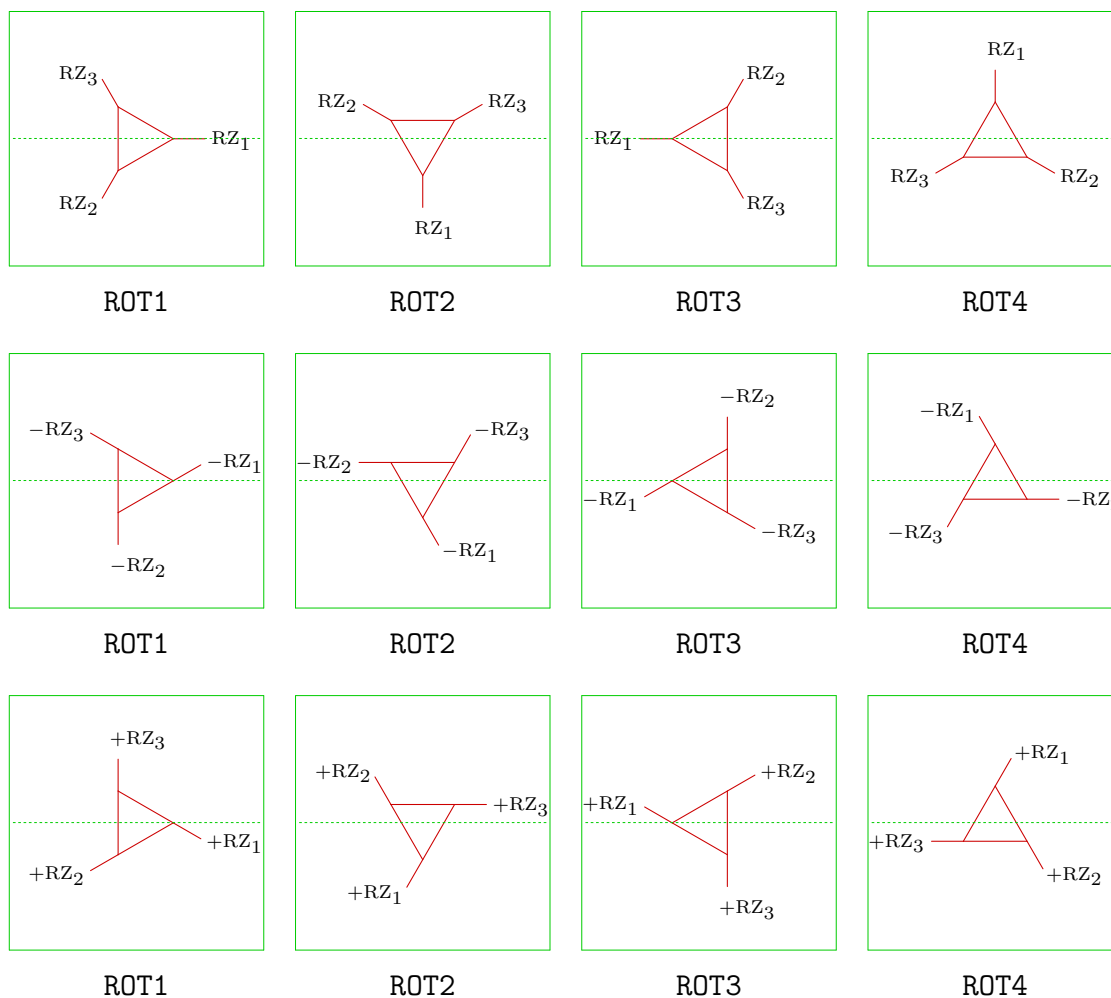 RZ₁
RZ₃ RZ₂
RZ₂ RZ₃
RZ₁ RZ₁
RZ₃ RZ₂
RZ₂ RZ₃
RZ₁
ROT1 ROT2 ROT3 ROT4
−RZ₂
−RZ₁
−RZ₃ −RZ₃
−RZ₁ −RZ₂
−RZ₁ −RZ
−RZ₃ −RZ₃
−RZ₁
−RZ₂
ROT1 ROT2 ROT3 ROT4
+RZ₃ +RZ₁
+RZ₂ +RZ₂
+RZ₃ +RZ₁
+RZ₁ +RZ₃
+RZ₂ +RZ₂
+RZ₁
+RZ₃
ROT1 ROT2 ROT3 ROT4